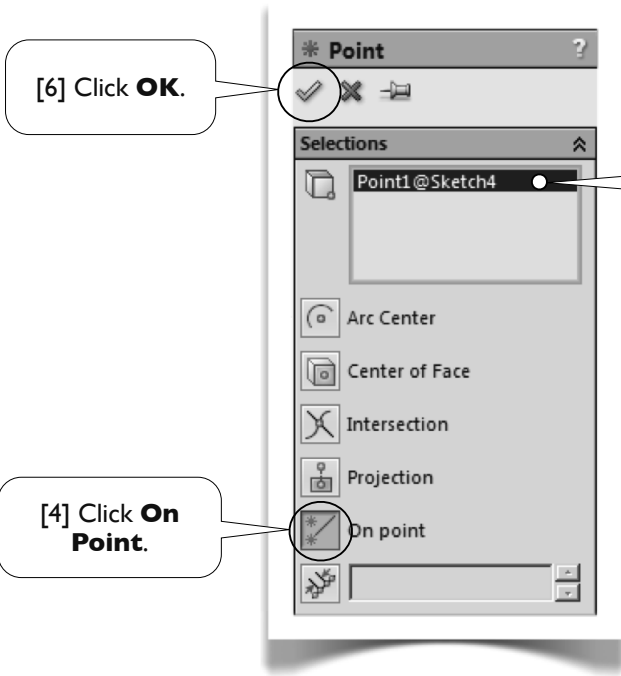 Point ?
[6] Click OK.
Selections
Point1@Sketch4
Arc Center
Center of Face
Intersection
Projection
[4] Click On
Point.
On point